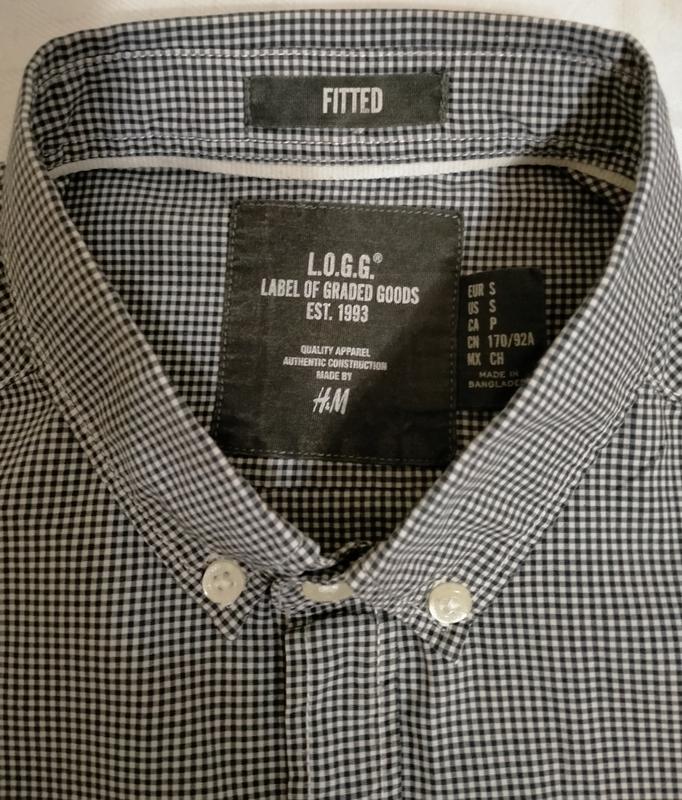 FITTED
L.O.G.G.®
LABEL OF GRADED GOODS
EST. 1993
QUALITY APPAREL
AUTHENTIC CONSTRUCTION
MADE BY
H&M
EUR S
US S
CA P
CN 170/92A
MX CH
MADE IN